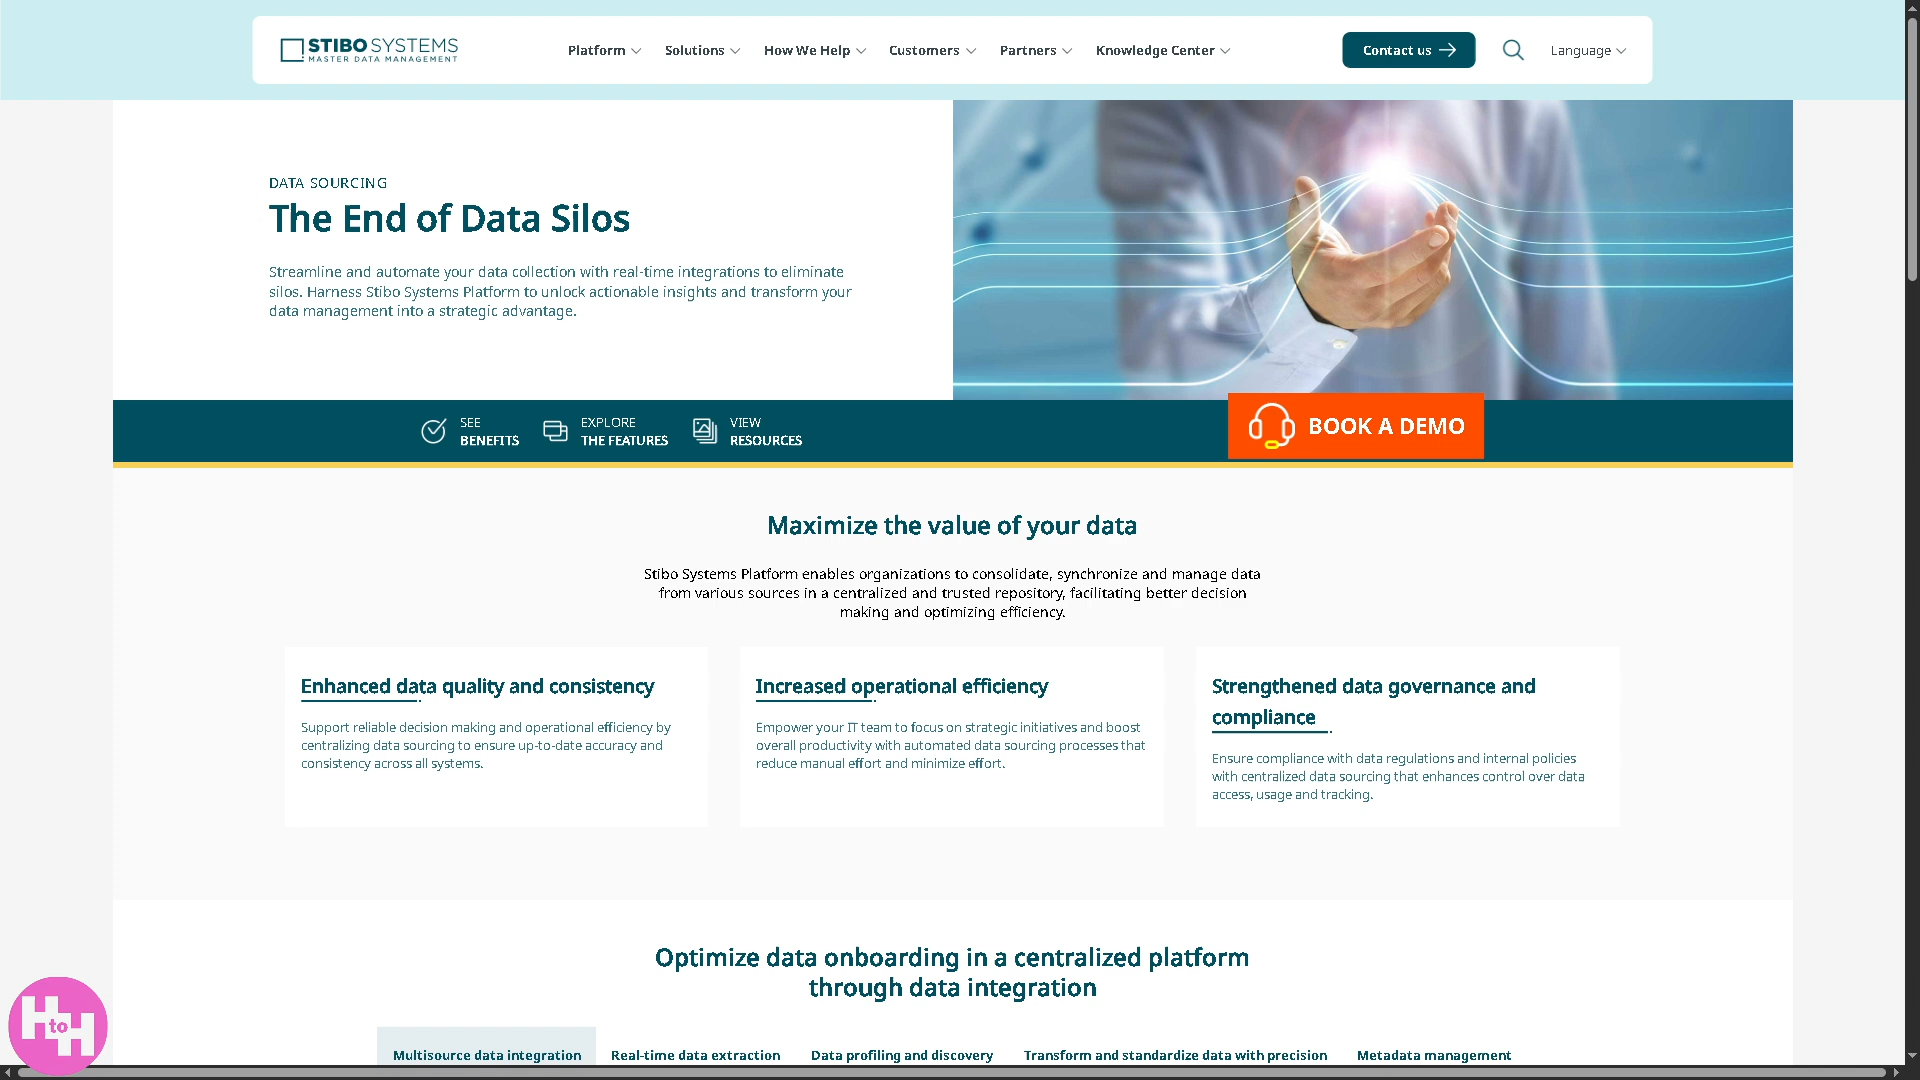 STIBO SYSTEMS
MASTER DATA MANAGEMENT
Platform
Solutions
How We Help
Customers
Partners
Knowledge Center
Contact us
Language
DATA SOURCING
The End of Data Silos
Streamline and automate your data collection with real-time integrations to eliminate
silos. Harness Stibo Systems Platform to unlock actionable insights and transform your
data management into a strategic advantage.
SEE
BENEFITS
EXPLORE
THE FEATURES
VIEW
RESOURCES
BOOK A DEMO
Maximize the value of your data
Stibo Systems Platform enables organizations to consolidate, synchronize and manage data
from various sources in a centralized and trusted repository, facilitating better decision
making and optimizing efficiency.
Enhanced data quality and consistency
Support reliable decision making and operational efficiency by
centralizing data sourcing to ensure up-to-date accuracy and
consistency across all systems.
Increased operational efficiency
Empower your IT team to focus on strategic initiatives and boost
overall productivity with automated data sourcing processes that
reduce manual effort and minimize effort.
Strengthened data governance and
compliance
Ensure compliance with data regulations and internal policies
with centralized data sourcing that enhances control over data
access, usage and tracking.
Optimize data onboarding in a centralized platform
through data integration
Multisource data integration
Real-time data extraction
Data profiling and discovery
Transform and standardize data with precision
Metadata management
H to H